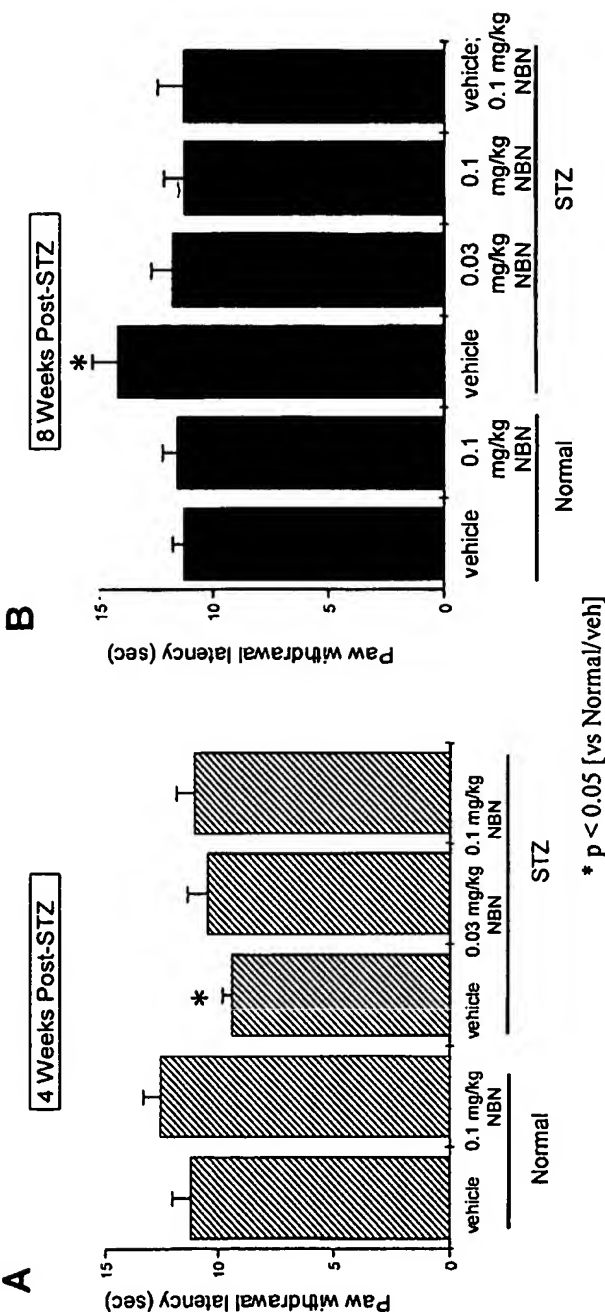 A
4 Weeks Post-STZ
Paw withdrawal latency (sec)
15
10
5
0
vehicle
0.1 mg/kg
NBN
vehicle
0.03 mg/kg
NBN
0.1 mg/kg
NBN
Normal
STZ
*
B
8 Weeks Post-STZ
Paw withdrawal latency (sec)
15
10
5
0
vehicle
0.1
mg/kg
NBN
vehicle
0.03
mg/kg
NBN
0.1
mg/kg
NBN
vehicle;
0.1 mg/kg
NBN
Normal
STZ
*
* p < 0.05 [vs Normal/veh]